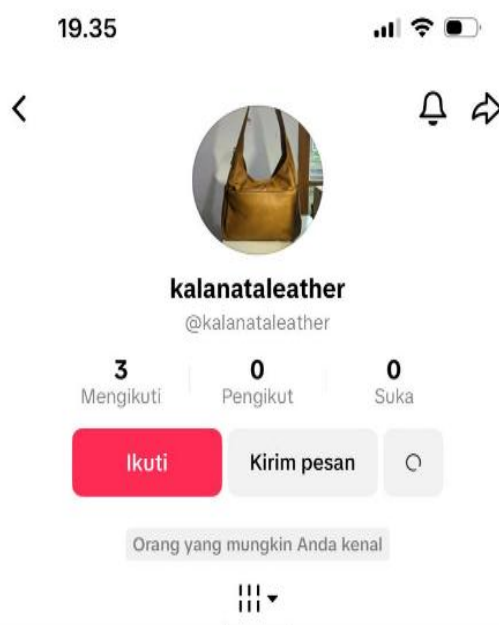 19.35
kalanataleather
@kalanataleather
3 0 0
Mengikuti Pengikut Suka
Ikuti Kirim pesan
Orang yang mungkin Anda kenal